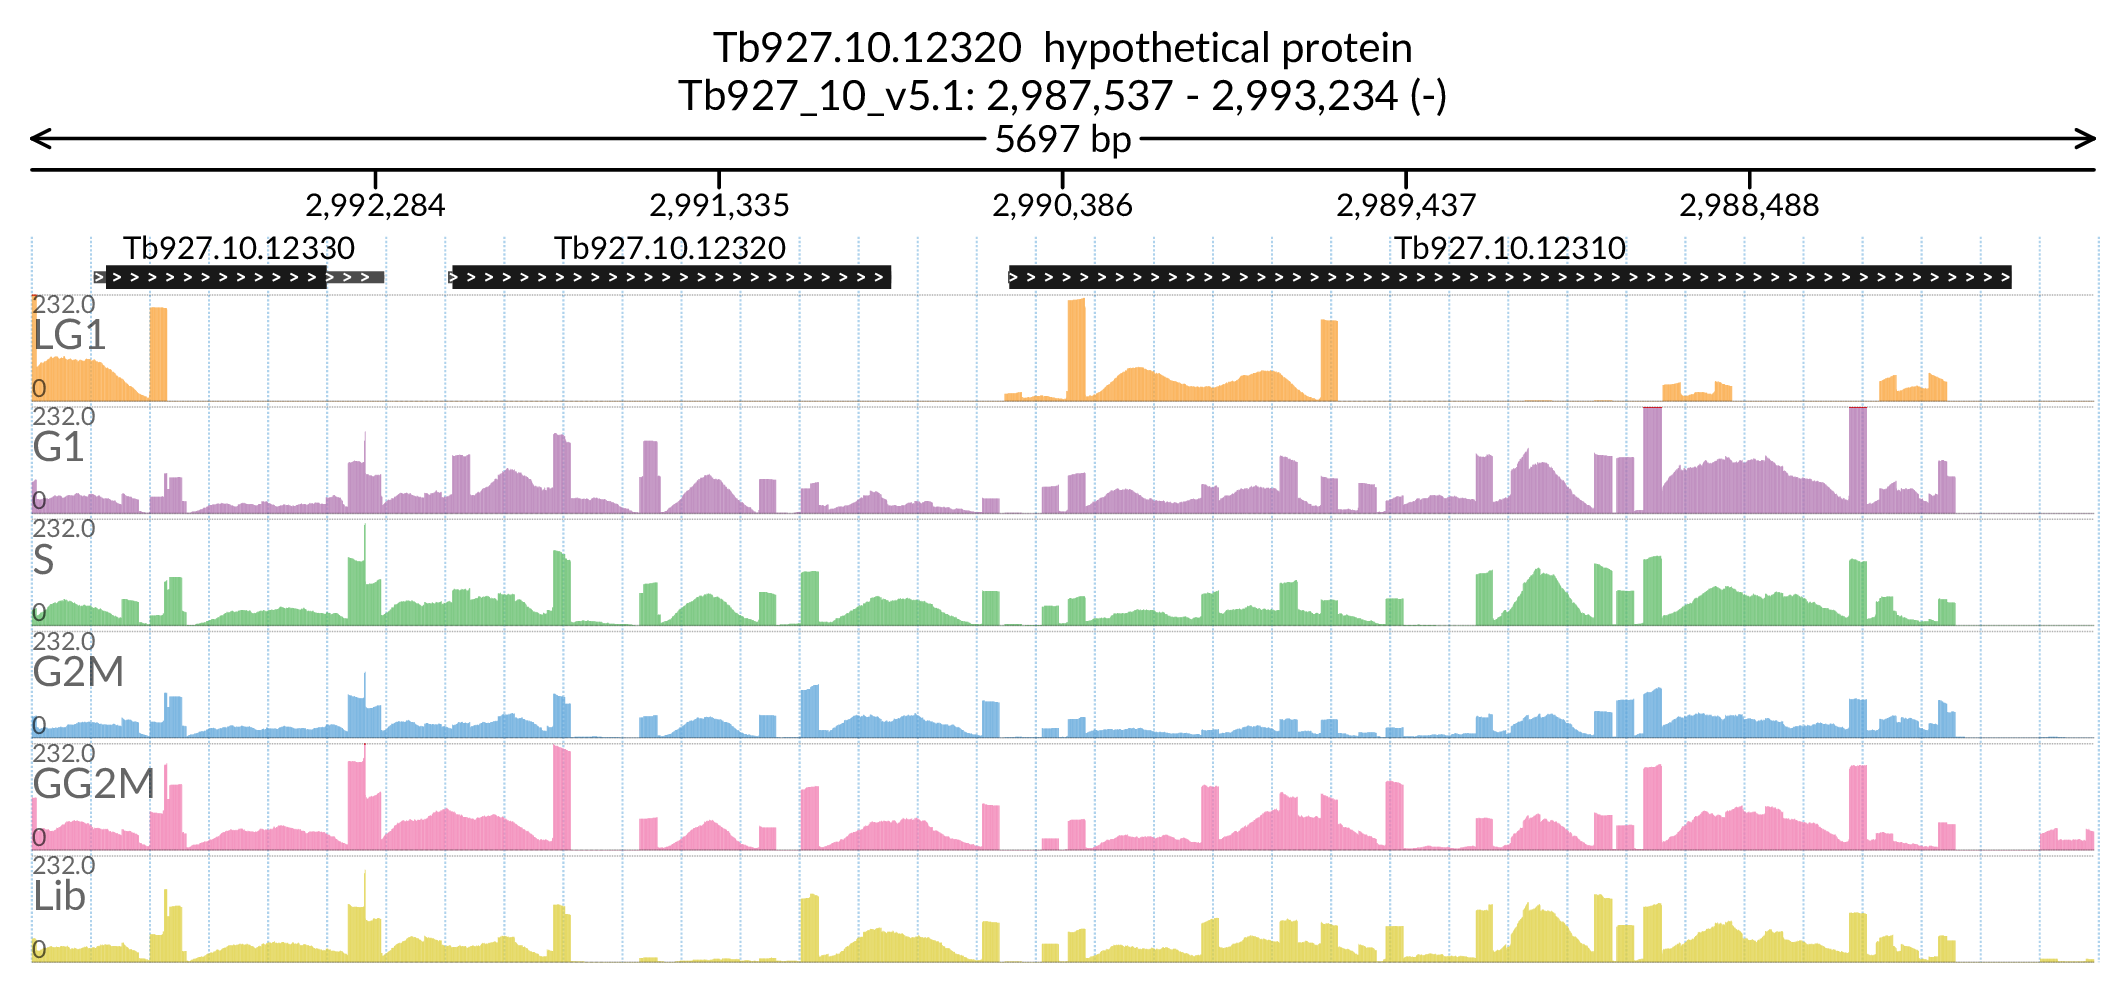 Tb927.10.12320 hypothetical protein
Tb927_10_v5.1: 2,987,537 - 2,993,234 (-)
5697 bp
2,992,284 2,991,335 2,990,386 2,989,437 2,988,488
Tb927.10.12330 Tb927.10.12320 Tb927.10.12310
232.0
LG1
0
232.0
G1
0
232.0
S
0
232.0
G2M
0
232.0
GG2M
0
232.0
Lib
0